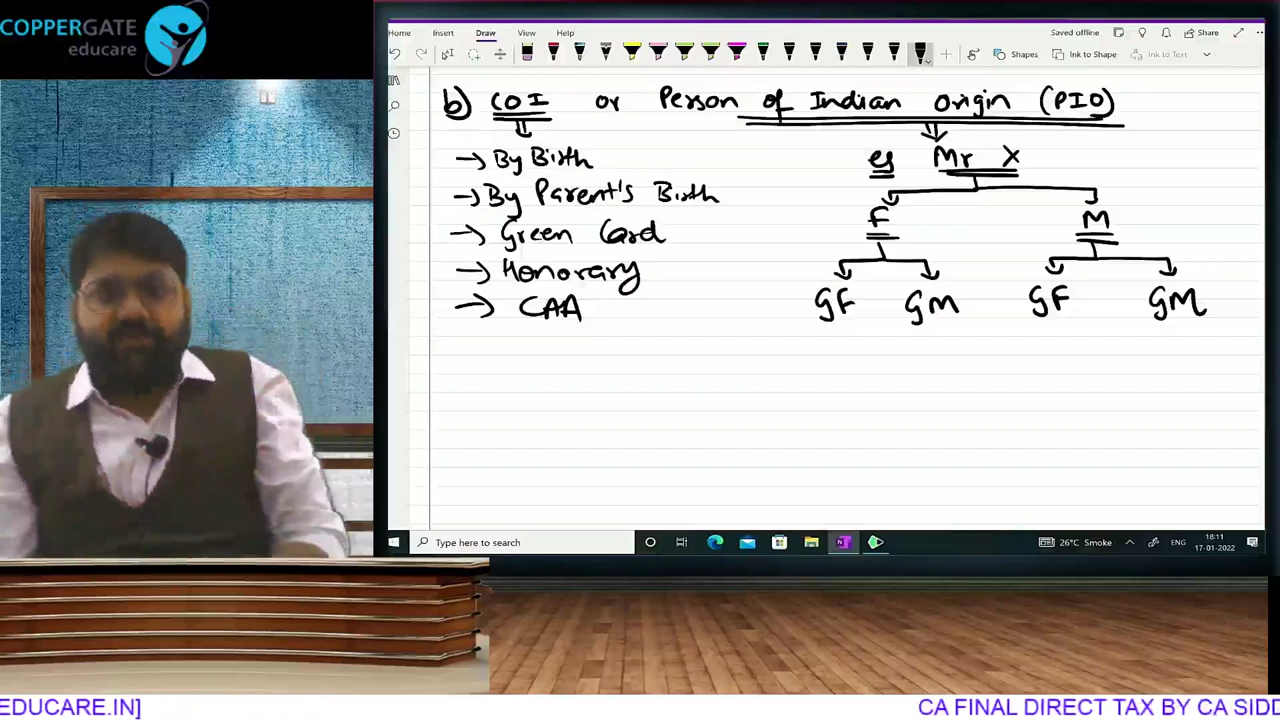 COPPERGATE
educare
Home Insert Draw View Help
Saved offline
Share
Shapes
Ink to Shape
Ink to Text
b) COI or Person of Indian origin (PIO)
→ By Birth
→ By Parent's Birth
→ Green Card
→ Honorary
→ CAA
eg Mr X
F M
GF GM GF GM
Type here to search
26°C Smoke
ENG
18:11
17-01-2022
EDUCARE.IN]
CA FINAL DIRECT TAX BY CA SIDD